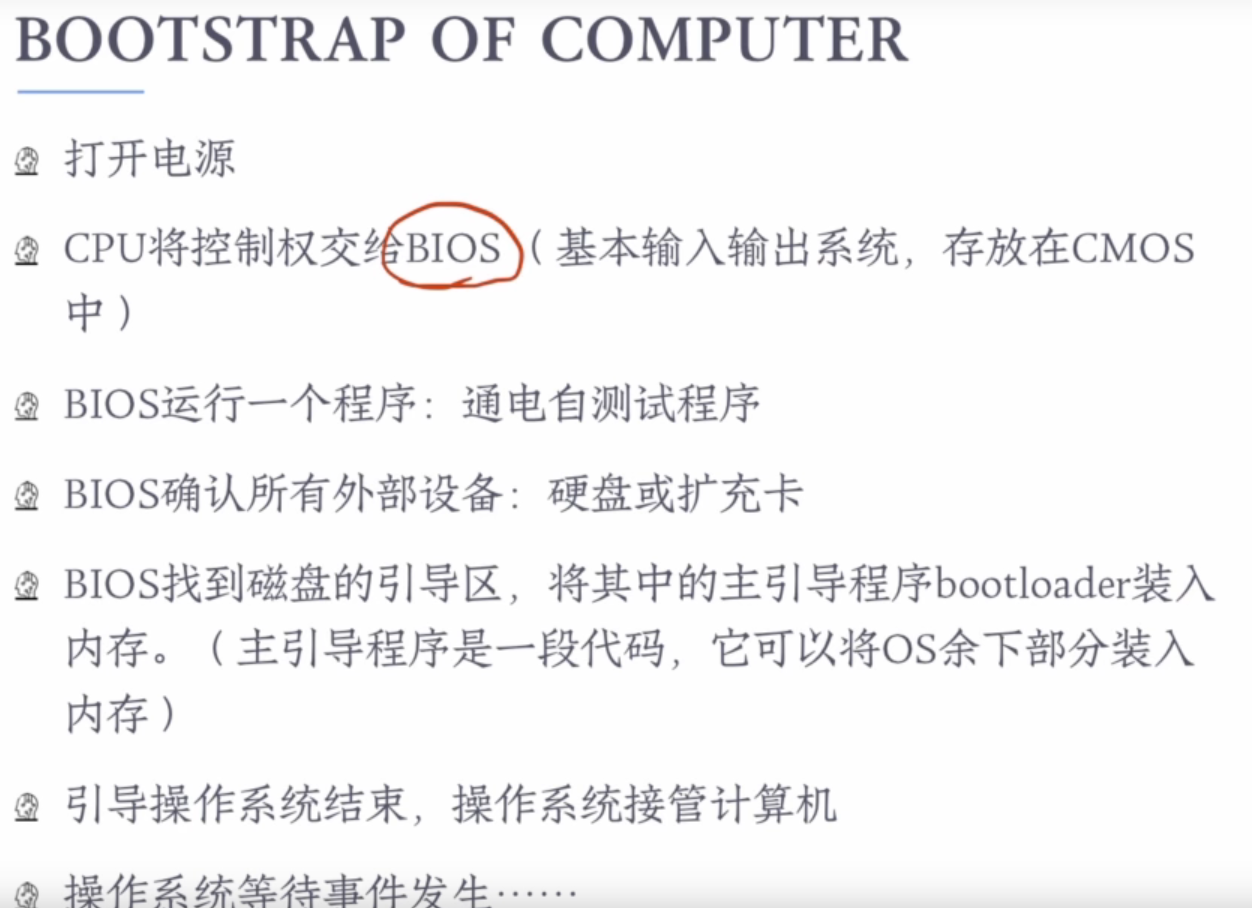 BOOTSTRAP OF COMPUTER
打开电源
CPU将控制权交给BIOS（基本输入输出系统，存放在CMOS
中）
BIOS运行一个程序：通电自测试程序
BIOS确认所有外部设备：硬盘或扩充卡
BIOS找到磁盘的引导区，将其中的主引导程序bootloader装入
内存。（主引导程序是一段代码，它可以将OS余下部分装入
内存）
引导操作系统结束，操作系统接管计算机
操作系统等待事件发生……